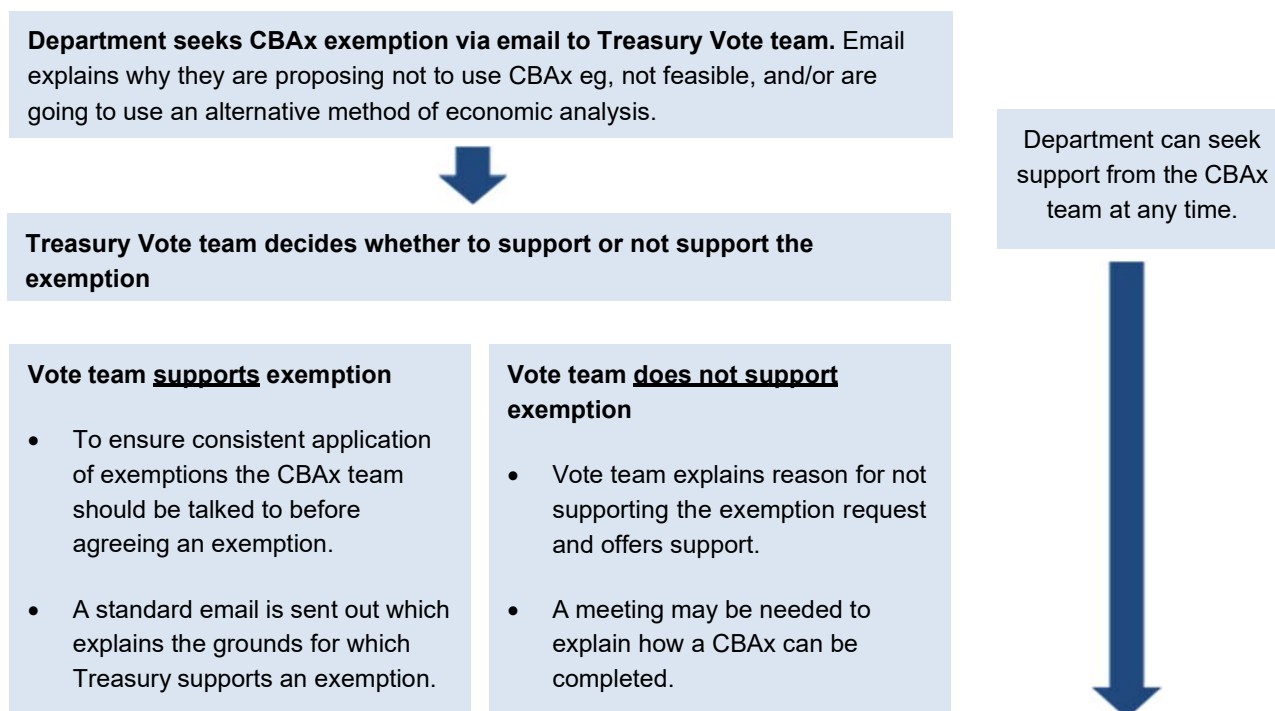 Department seeks CBAx exemption via email to Treasury Vote team. Email
explains why they are proposing not to use CBAx eg, not feasible, and/or are
going to use an alternative method of economic analysis.
Department can seek
support from the CBAx
team at any time.
Treasury Vote team decides whether to support or not support the
exemption
Vote team supports exemption
• To ensure consistent application
of exemptions the CBAx team
should be talked to before
agreeing an exemption.
• A standard email is sent out which
explains the grounds for which
Treasury supports an exemption.
Vote team does not support
exemption
• Vote team explains reason for not
supporting the exemption request
and offers support.
• A meeting may be needed to
explain how a CBAx can be
completed.